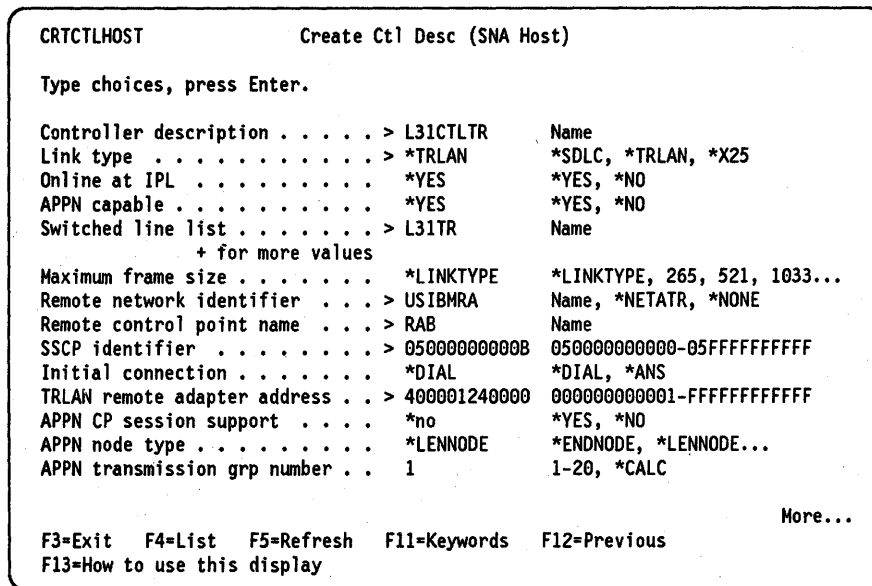 CRTCTLHOST Create Ctl Desc (SNA Host)
Type choices, press Enter.
Controller description . . . . . > L31CTLTR Name
Link type . . . . . . . . . . . > *TRLAN *SDLC, *TRLAN, *X25
Online at IPL . . . . . . . . . *YES *YES, *NO
APPN capable . . . . . . . . . . *YES *YES, *NO
Switched line list . . . . . . . > L31TR Name
+ for more values
Maximum frame size . . . . . . . *LINKTYPE *LINKTYPE, 265, 521, 1033...
Remote network identifier . . . > USIBMRA Name, *NETATR, *NONE
Remote control point name . . . > RAB Name
SSCP identifier . . . . . . . . > 05000000000B 050000000000-05FFFFFFFFFF
Initial connection . . . . . . . *DIAL *DIAL, *ANS
TRLAN remote adapter address . . > 400001240000 000000000001-FFFFFFFFFFFF
APPN CP session support . . . . *no *YES, *NO
APPN node type . . . . . . . . . *LENNODE *ENDNODE, *LENNODE...
APPN transmission grp number . . 1 1-20, *CALC
More...
F3=Exit F4=List F5=Refresh F11=Keywords F12=Previous
F13=How to use this display